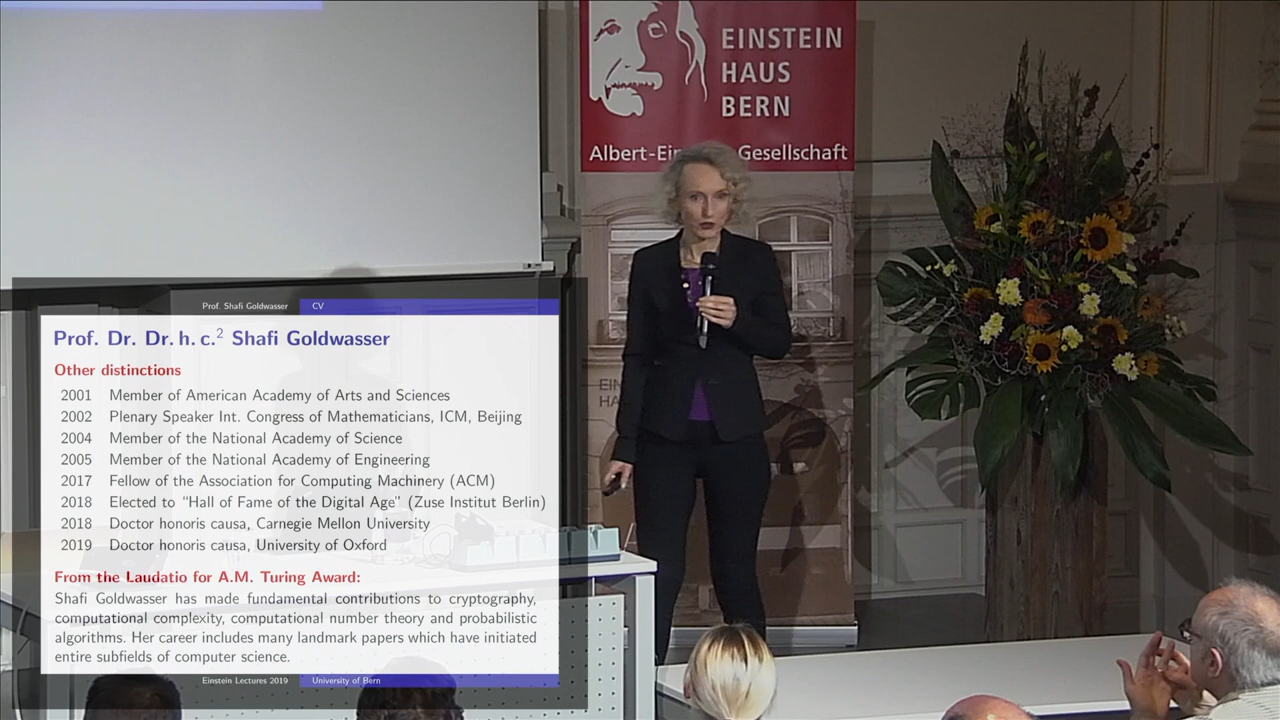 EINSTEIN
HAUS
BERN
Albert-Ein Gesellschaft
EIN
HA
Prof. Shafi Goldwasser CV
Prof. Dr. Dr. h. c.² Shafi Goldwasser
Other distinctions
2001 Member of American Academy of Arts and Sciences
2002 Plenary Speaker Int. Congress of Mathematicians, ICM, Beijing
2004 Member of the National Academy of Science
2005 Member of the National Academy of Engineering
2017 Fellow of the Association for Computing Machinery (ACM)
2018 Elected to “Hall of Fame of the Digital Age” (Zuse Institut Berlin)
2018 Doctor honoris causa, Carnegie Mellon University
2019 Doctor honoris causa, University of Oxford
From the Laudatio for A.M. Turing Award:
Shafi Goldwasser has made fundamental contributions to cryptography,
computational complexity, computational number theory and probabilistic
algorithms. Her career includes many landmark papers which have initiated
entire subfields of computer science.
Einstein Lectures 2019 University of Bern